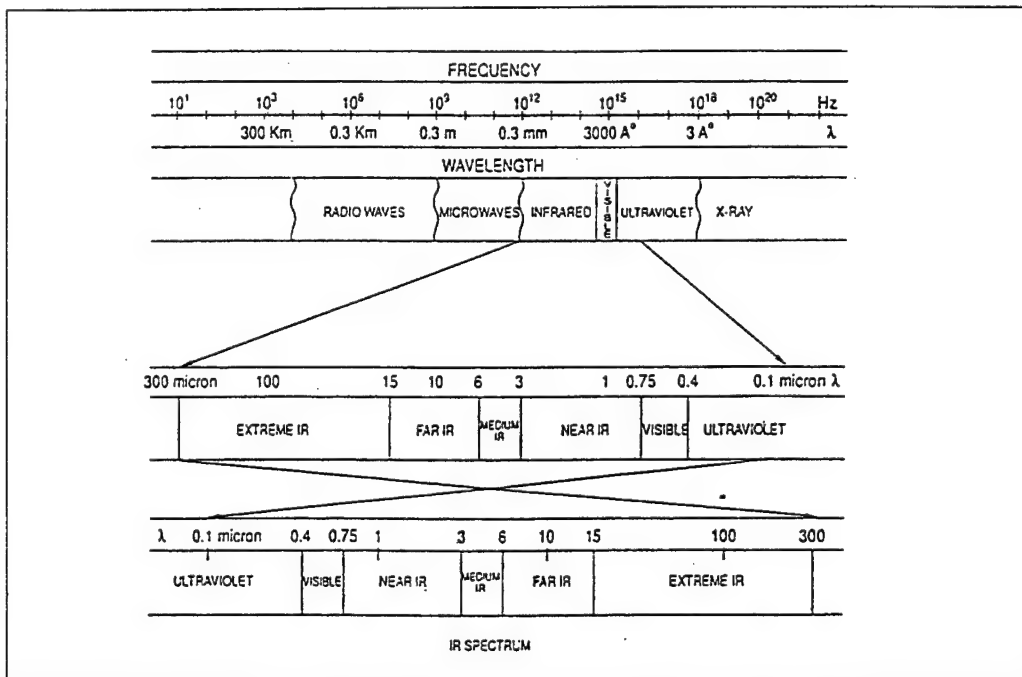 FREQUENCY
10¹ 10³ 10⁶ 10⁹ 10¹² 10¹⁵ 10¹⁸ 10²⁰ Hz
300 Km 0.3 Km 0.3 m 0.3 mm 3000 A° 3 A° λ
WAVELENGTH
RADIO WAVES MICROWAVES INFRARED VISIBLE ULTRAVIOLET X-RAY
300 micron 100 15 10 6 3 1 0.75 0.4 0.1 micron λ
EXTREME IR FAR IR MEDIUM IR NEAR IR VISIBLE ULTRAVIOLET
λ 0.1 micron 0.4 0.75 1 3 6 10 15 100 300
ULTRAVIOLET VISIBLE NEAR IR MEDIUM IR FAR IR EXTREME IR
IR SPECTRUM